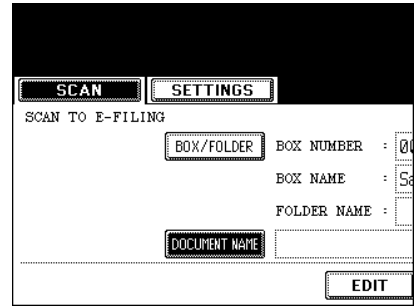 SCAN SETTINGS
SCAN TO E-FILING
BOX/FOLDER BOX NUMBER :
BOX NAME :
FOLDER NAME :
DOCUMENT NAME
EDIT